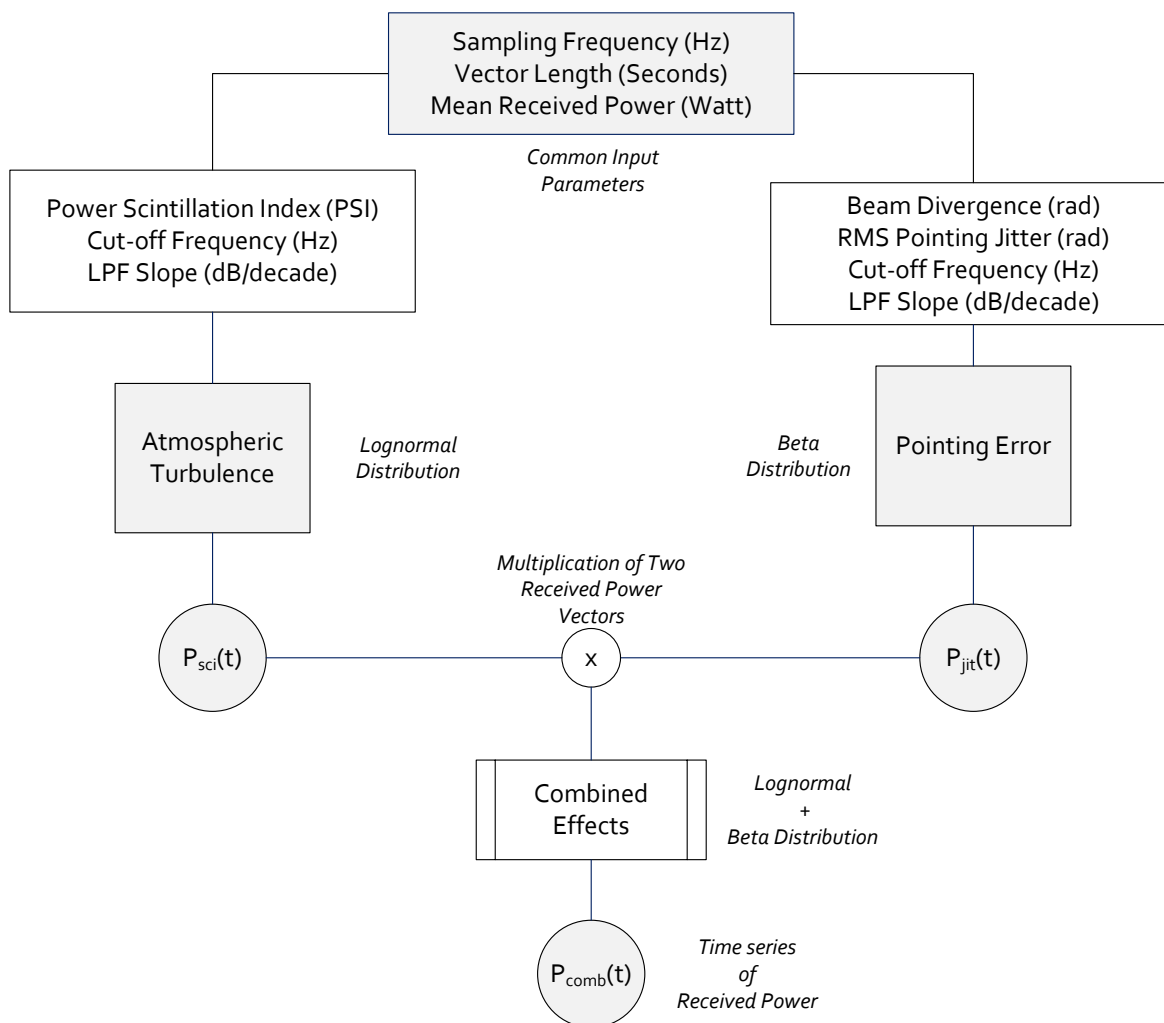 Sampling Frequency (Hz)
Vector Length (Seconds)
Mean Received Power (Watt)
Common Input
Parameters
Power Scintillation Index (PSI)
Cut-off Frequency (Hz)
LPF Slope (dB/decade)
Beam Divergence (rad)
RMS Pointing Jitter (rad)
Cut-off Frequency (Hz)
LPF Slope (dB/decade)
Atmospheric
Turbulence
Lognormal
Distribution
Beta
Distribution
Pointing Error
Multiplication of Two
Received Power
Vectors
Psci(t)
x
Pjit(t)
Combined
Effects
Lognormal
+
Beta Distribution
Pcomb(t)
Time series
of
Received Power